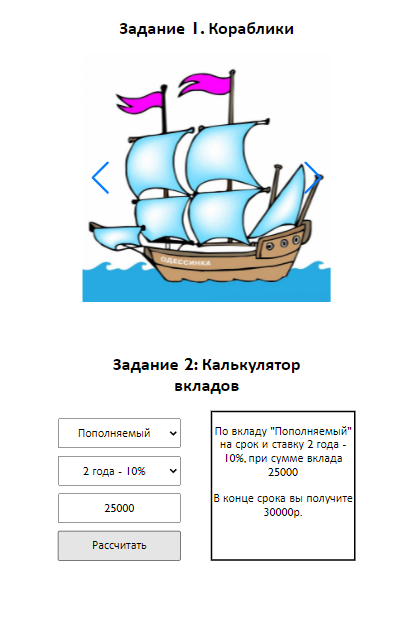 Задание 1. Кораблики
ОДЕССИНКА
Задание 2: Калькулятор
вкладов
Пополняемый
2 года - 10%
25000
Рассчитать
По вкладу "Пополняемый"
на срок и ставку 2 года -
10%, при сумме вклада
25000
В конце срока вы получите
30000р.